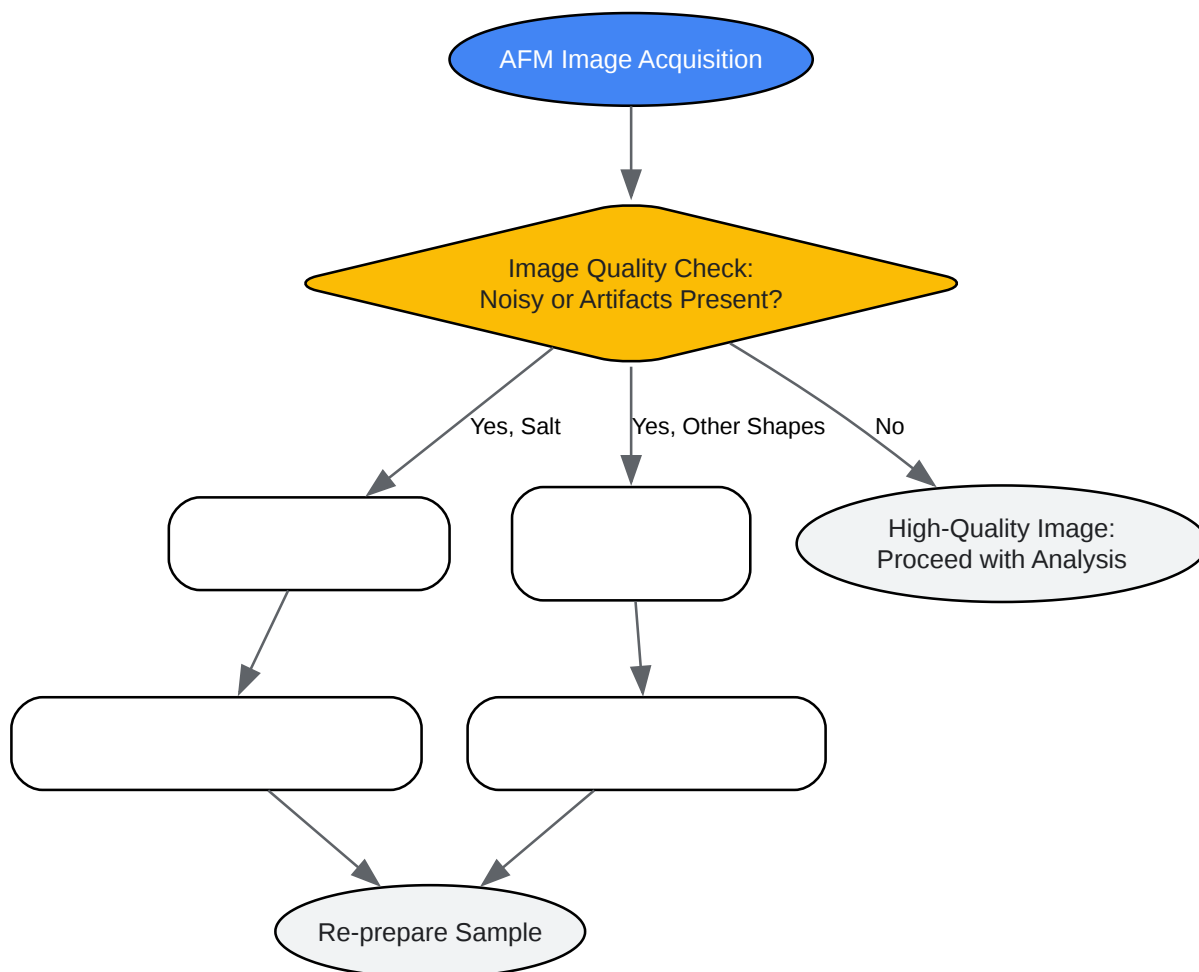 AFM Image Acquisition
Image Quality Check:
Noisy or Artifacts Present?
Yes, Salt
Yes, Other Shapes
No
High-Quality Image:
Proceed with Analysis
Re-prepare Sample